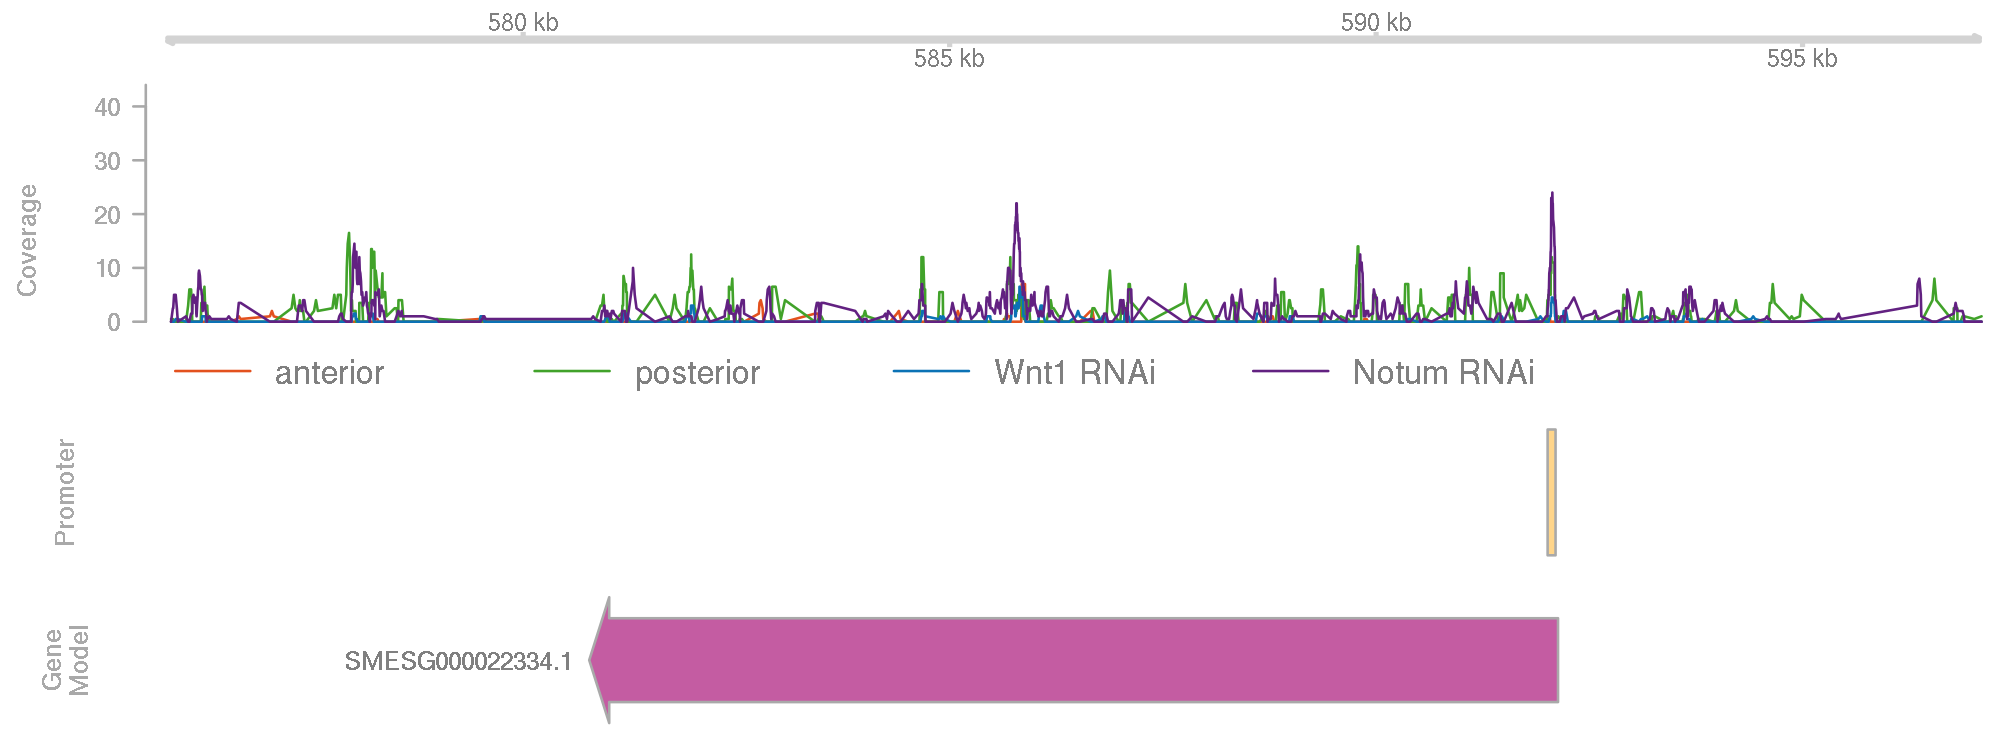 580 kb
590 kb
585 kb
595 kb
Coverage
40
30
20
10
0
anterior
posterior
Wnt1 RNAi
Notum RNAi
Promoter
Gene
Model
SMESG000022334.1